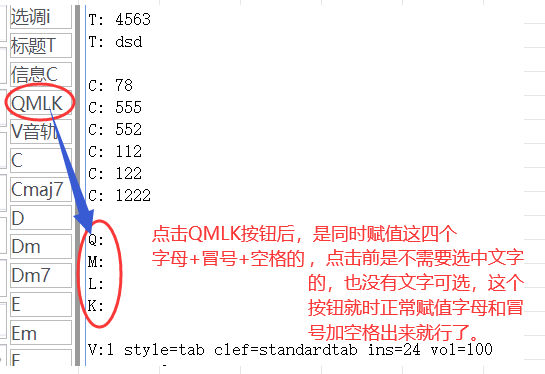 选调i
标题T
信息C
QMLK
V音轨
C
Cmaj7
D
Dm
Dm7
E
Em
T: 4563
T: dsd
C: 78
C: 555
C: 552
C: 112
C: 122
C: 1222
Q:
M:
L:
K:
点击QMLK按钮后，是同时赋值这四个
字母+冒号+空格的，点击前是不需要选中文字
的，也没有文字可选，这个
按钮就时正常赋值字母和冒
号加空格出来就行了。
V:1 style=tab clef=standardtab ins=24 vol=100